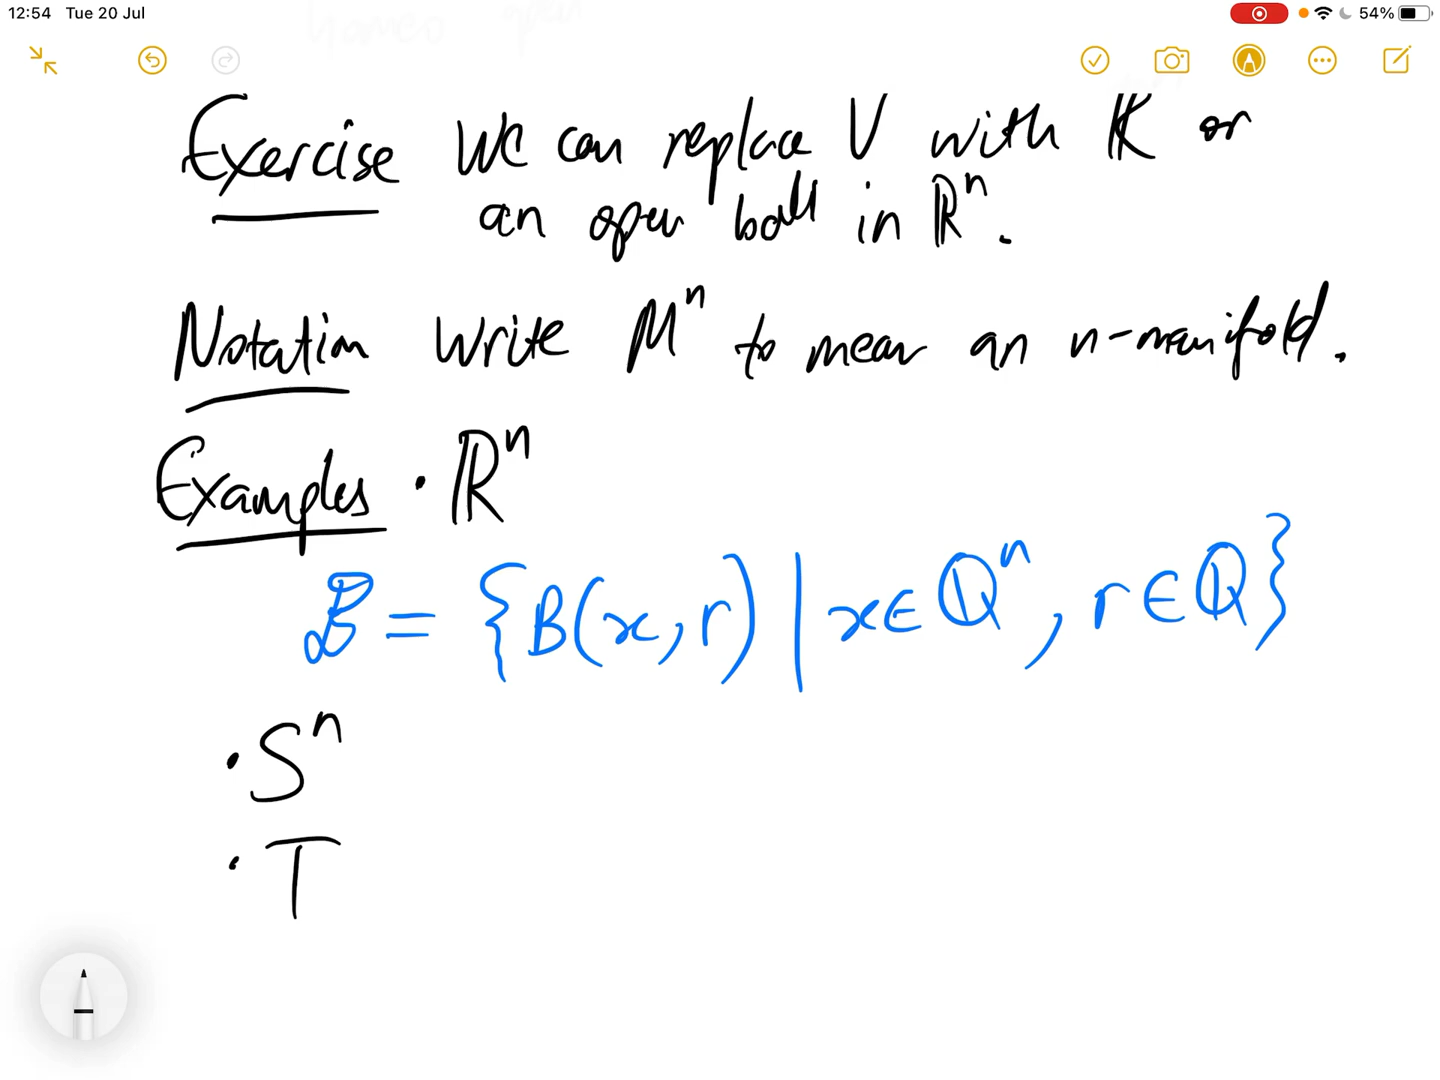 12:54 Tue 20 Jul 54%
Exercise We can replace V with ℝ or
an open ball in ℝⁿ.
Notation Write Mⁿ to mean an n-manifold.
Examples · ℝⁿ
ℬ = {B(x,r) | x∈ℚⁿ, r∈ℚ}
· Sⁿ
· T